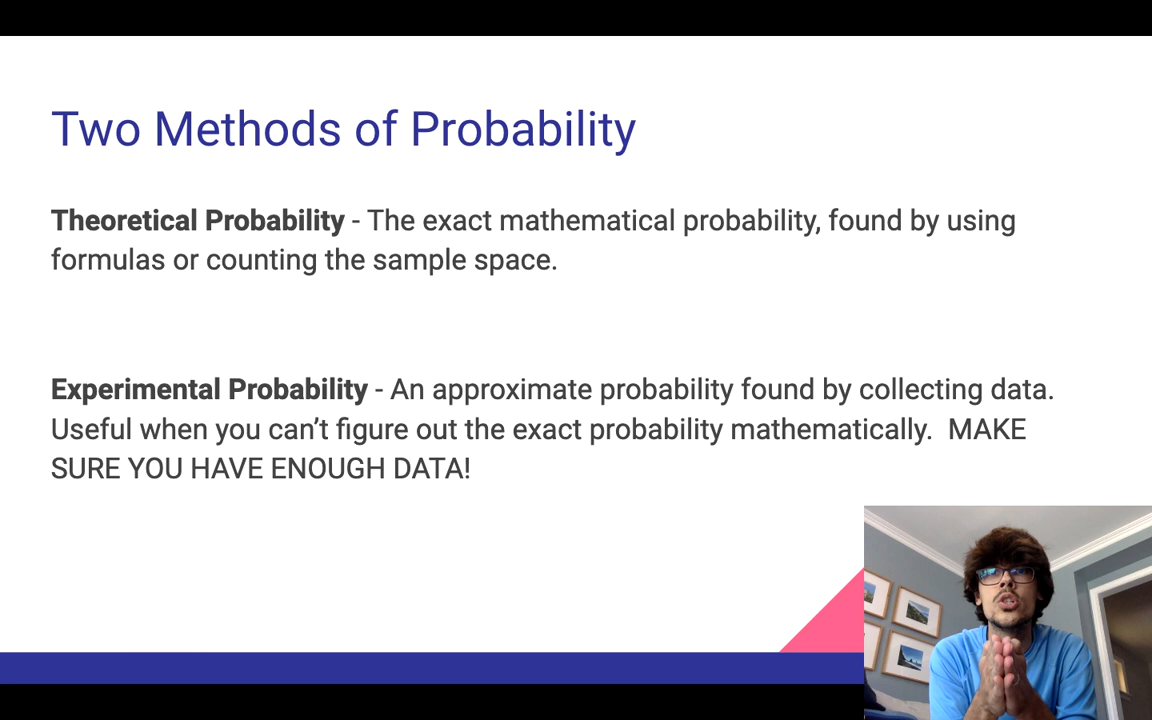 Two Methods of Probability
Theoretical Probability - The exact mathematical probability, found by using
formulas or counting the sample space.
Experimental Probability - An approximate probability found by collecting data.
Useful when you can’t figure out the exact probability mathematically.  MAKE
SURE YOU HAVE ENOUGH DATA!